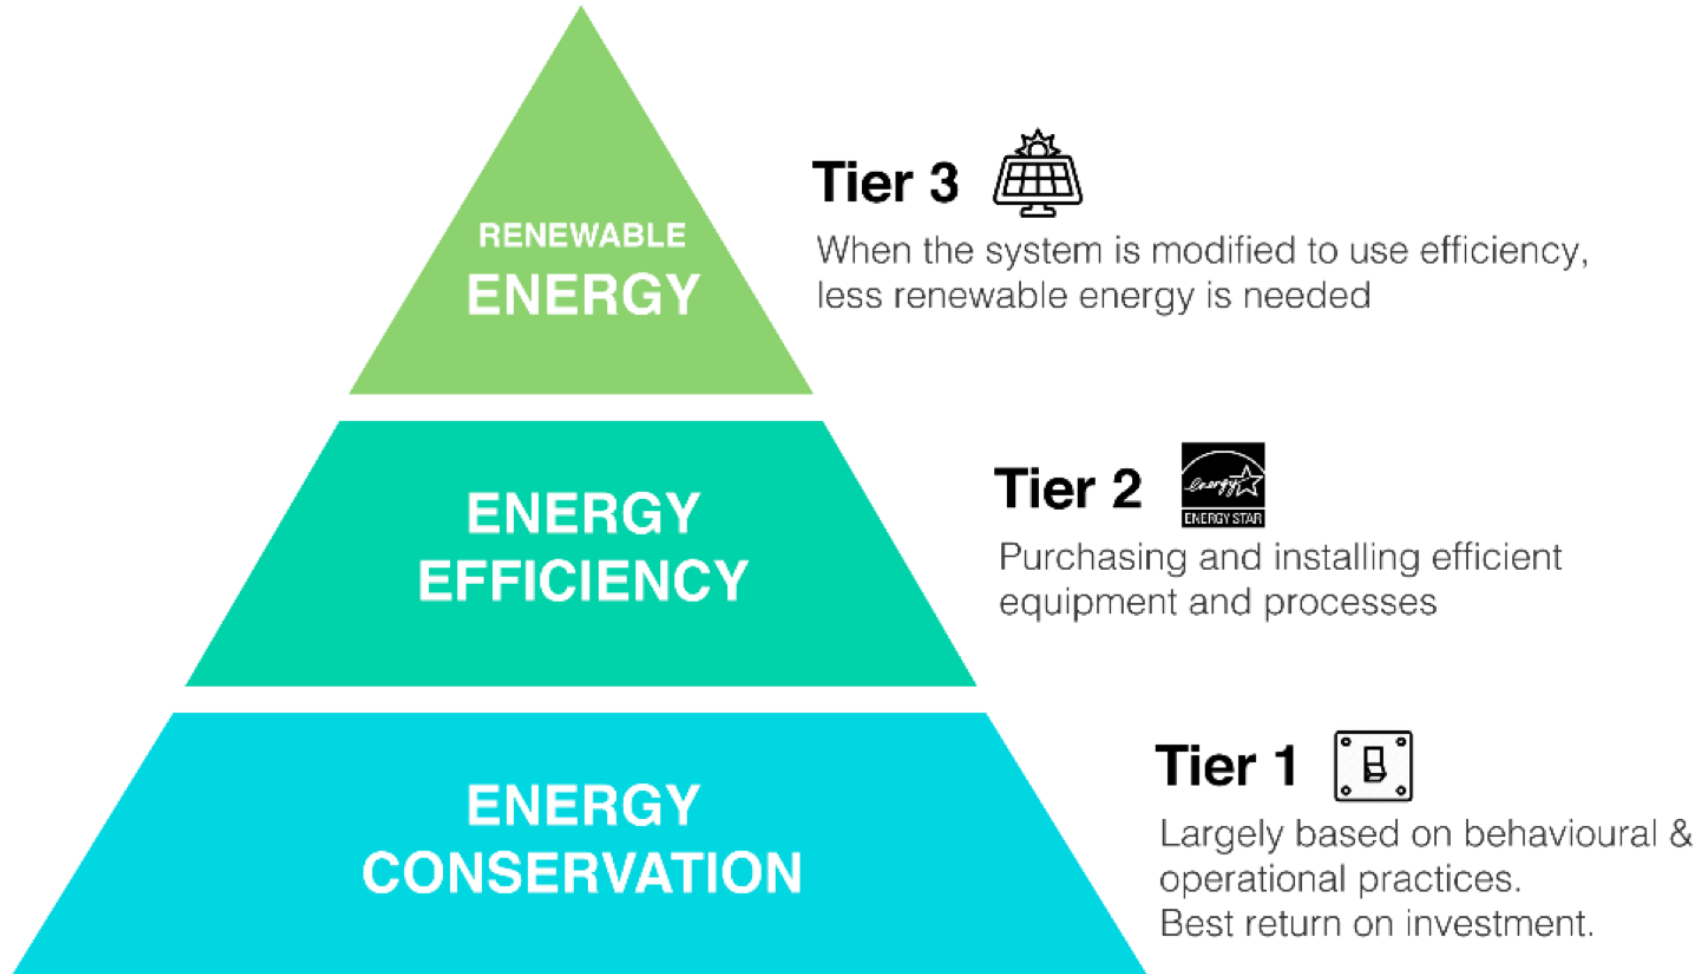 RENEWABLE
ENERGY
Tier 3
When the system is modified to use efficiency,
less renewable energy is needed
ENERGY
EFFICIENCY
Tier 2
energy
ENERGY STAR
Purchasing and installing efficient
equipment and processes
ENERGY
CONSERVATION
Tier 1
Largely based on behavioural &
operational practices.
Best return on investment.